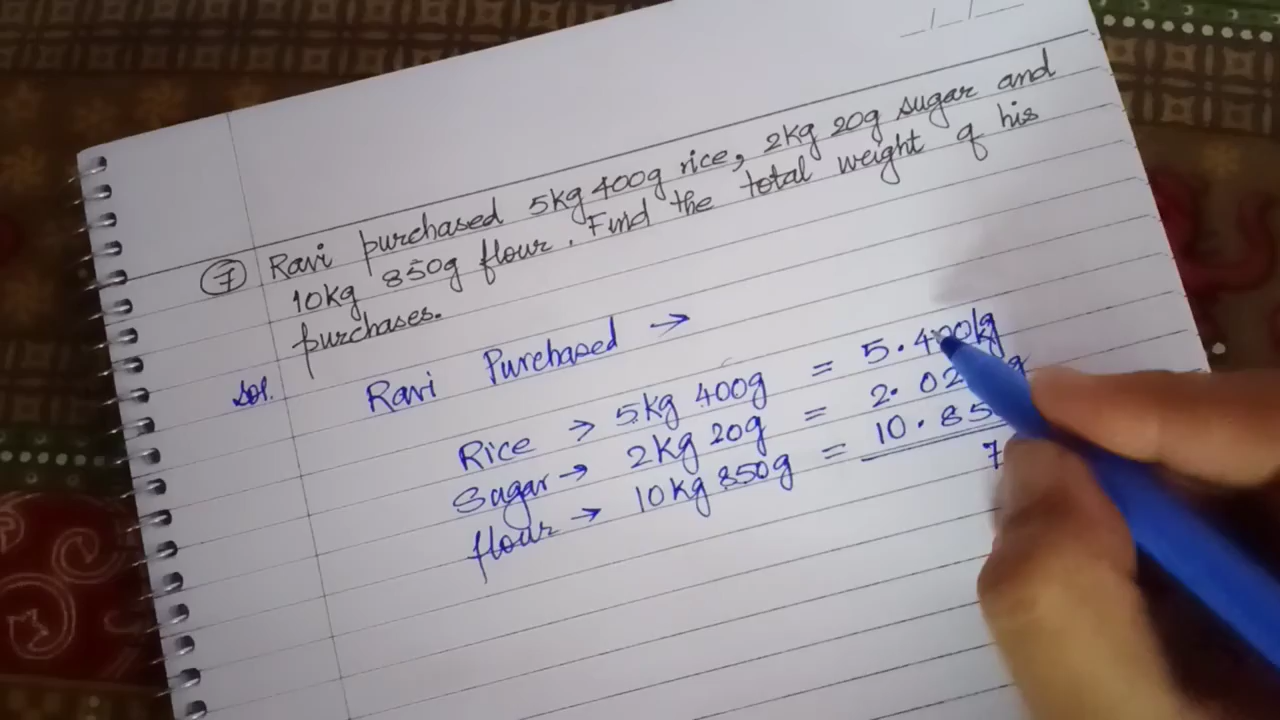 7 Ravi purchased 5kg 400g rice, 2kg 20g sugar and
10kg 850g flour. Find the total weight of his
purchases.
Sol. Ravi Purchased →
Rice → 5kg 400g = 5.400kg
Sugar → 2kg 20g = 2.02
flour → 10kg 850g = 10.85
7